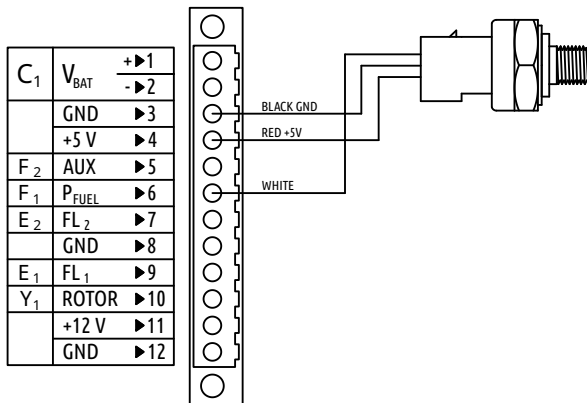 C1 VBAT +▶1
-▶2
GND ▶3
+5 V ▶4
F2 AUX ▶5
F1 PFUEL ▶6
E2 FL2 ▶7
GND ▶8
E1 FL1 ▶9
Y1 ROTOR ▶10
+12 V ▶11
GND ▶12
BLACK GND
RED +5V
WHITE